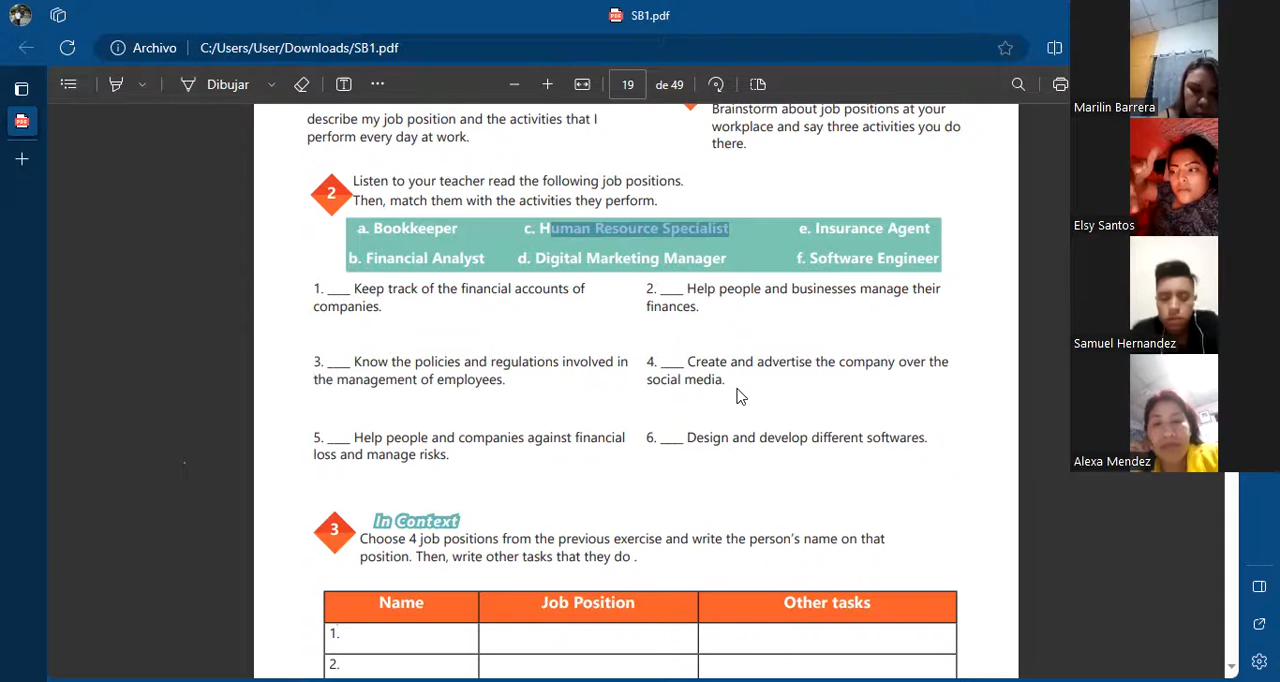 SB1.pdf
Archivo
C:/Users/User/Downloads/SB1.pdf
Dibujar
19 de 49
describe my job position and the activities that I
perform every day at work.
Brainstorm about job positions at your
workplace and say three activities you do
there.
2
Listen to your teacher read the following job positions.
Then, match them with the activities they perform.
a. Bookkeeper
c. Human Resource Specialist
e. Insurance Agent
b. Financial Analyst
d. Digital Marketing Manager
f. Software Engineer
1. ___ Keep track of the financial accounts of
companies.
2. ___ Help people and businesses manage their
finances.
3. ___ Know the policies and regulations involved in
the management of employees.
4. ___ Create and advertise the company over the
social media.
5. ___ Help people and companies against financial
loss and manage risks.
6. ___ Design and develop different softwares.
3
In Context
Choose 4 job positions from the previous exercise and write the person's name on that
position. Then, write other tasks that they do .
Name
Job Position
Other tasks
1.
2.
Marilin Barrera
Elsy Santos
Samuel Hernandez
Alexa Mendez